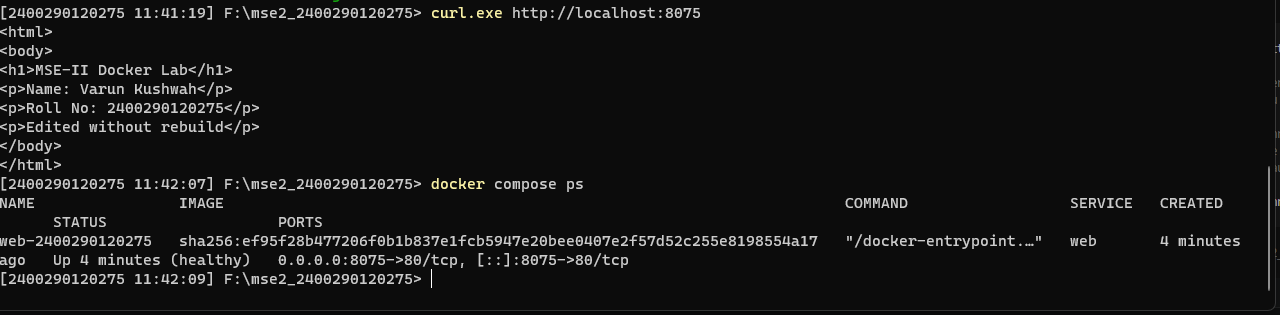 [2400290120275 11:41:19] F:\mse2_2400290120275> curl.exe http://localhost:8075
<html>
<body>
<h1>MSE-II Docker Lab</h1>
<p>Name: Varun Kushwah</p>
<p>Roll No: 2400290120275</p>
<p>Edited without rebuild</p>
</body>
</html>
[2400290120275 11:42:07] F:\mse2_2400290120275> docker compose ps
NAME IMAGE COMMAND SERVICE CREATED
STATUS PORTS
web-2400290120275 sha256:ef95f28b477206f0b1b837e1fcb5947e20bee0407e2f57d52c255e8198554a17 "/docker-entrypoint.…" web 4 minutes
ago Up 4 minutes (healthy) 0.0.0.0:8075->80/tcp, [::]:8075->80/tcp
[2400290120275 11:42:09] F:\mse2_2400290120275>